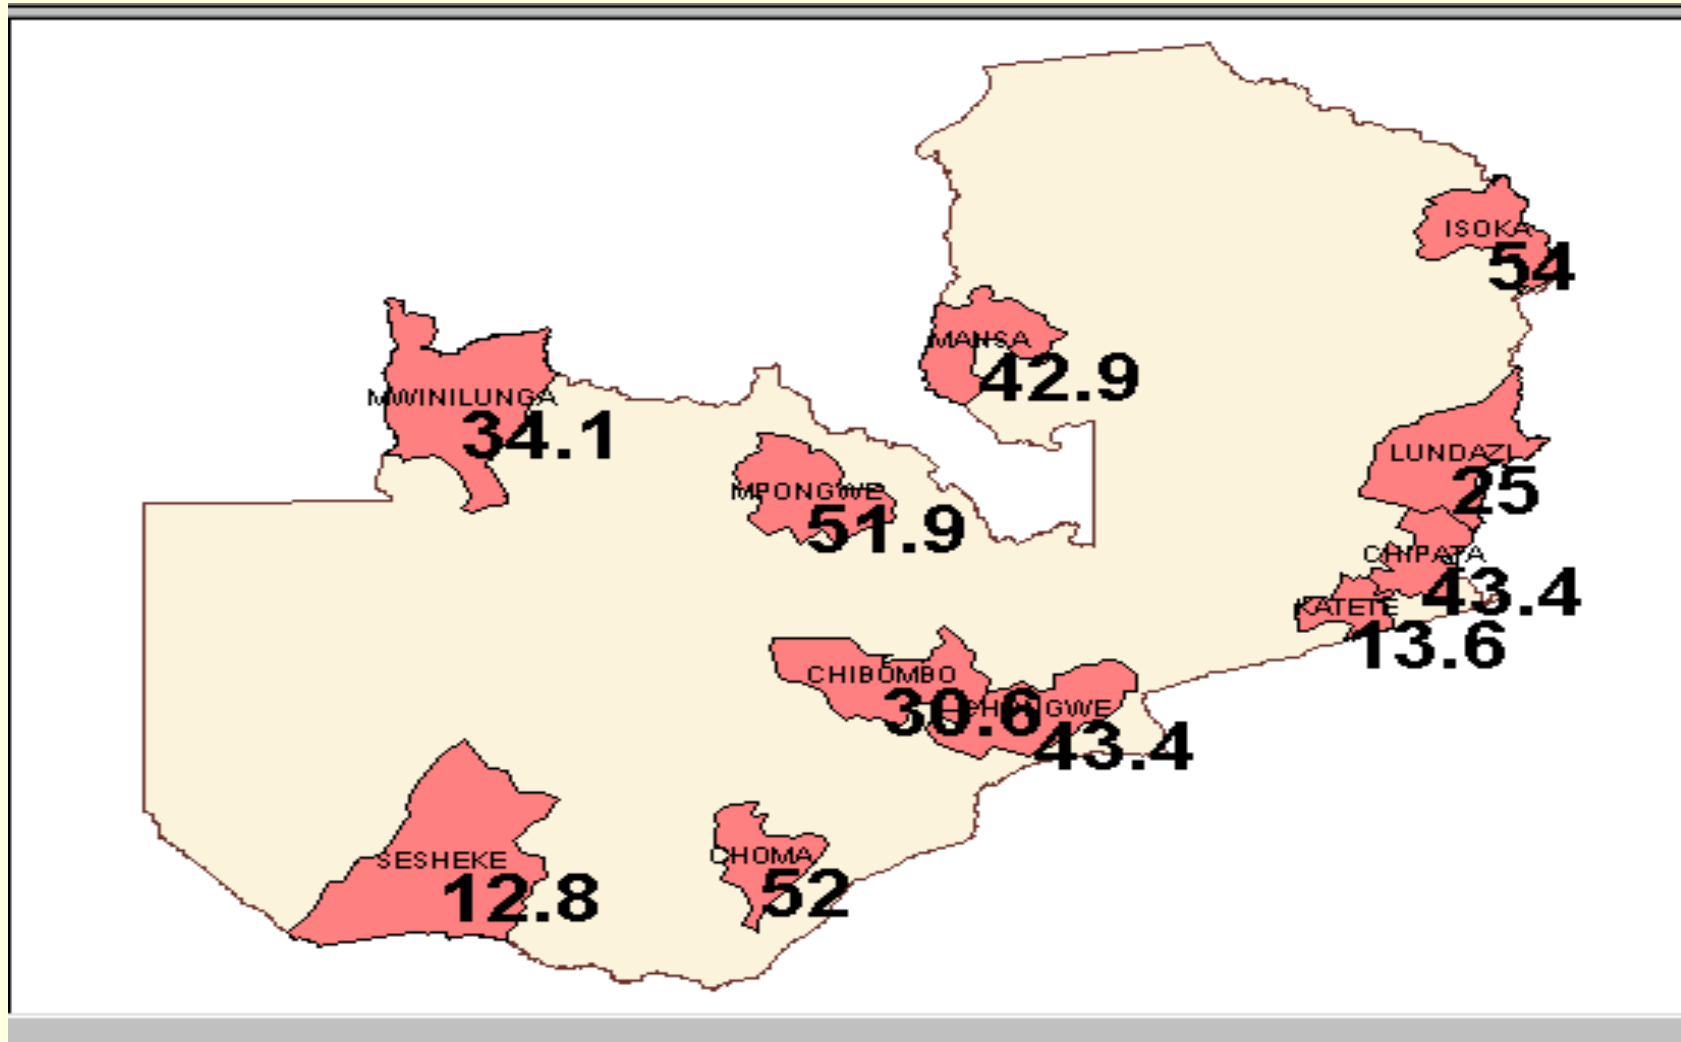 ISOKA
54
MANSA
42.9
MWINILUNGA
34.1
LUNDAZI
25
MPONGWE
51.9
CHIPATA
43.4
KATETE
13.6
CHIBOMBO
30.6
43.4
SESHEKE
12.8
CHOMA
52